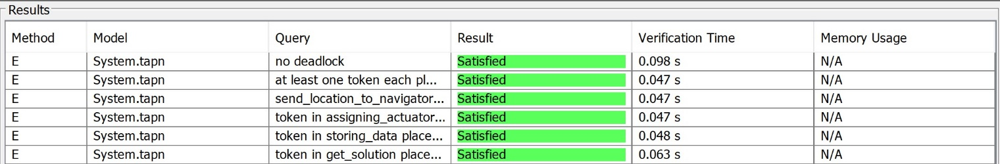 Results
Method Model Query Result Verification Time Memory Usage
E System.tapn no deadlock Satisfied 0.098 s N/A
E System.tapn at least one token each pl... Satisfied 0.047 s N/A
E System.tapn send_location_to_navigator... Satisfied 0.047 s N/A
E System.tapn token in assigning_actuator... Satisfied 0.047 s N/A
E System.tapn token in storing_data place... Satisfied 0.048 s N/A
E System.tapn token in get_solution place... Satisfied 0.063 s N/A